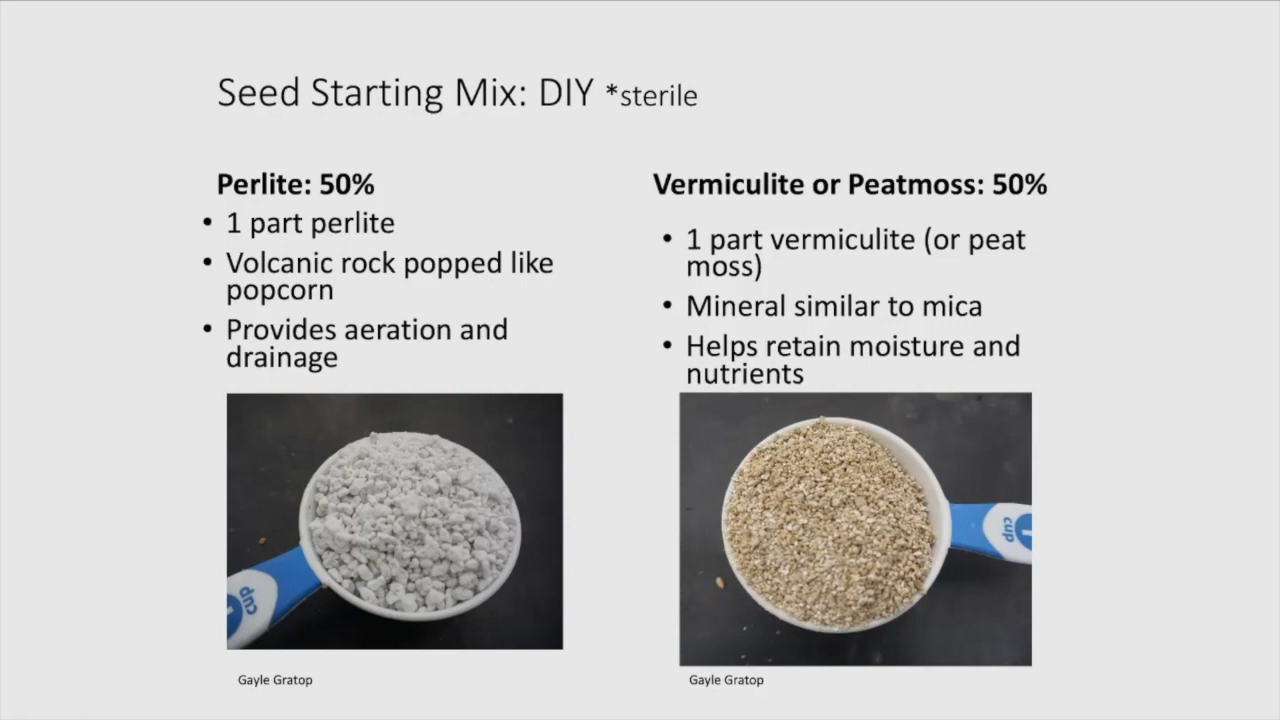 Seed Starting Mix: DIY *sterile
Perlite: 50%
• 1 part perlite
• Volcanic rock popped like
popcorn
• Provides aeration and
drainage
Vermiculite or Peatmoss: 50%
• 1 part vermiculite (or peat
moss)
• Mineral similar to mica
• Helps retain moisture and
nutrients
1
cup
1
cup
Gayle Gratop
Gayle Gratop